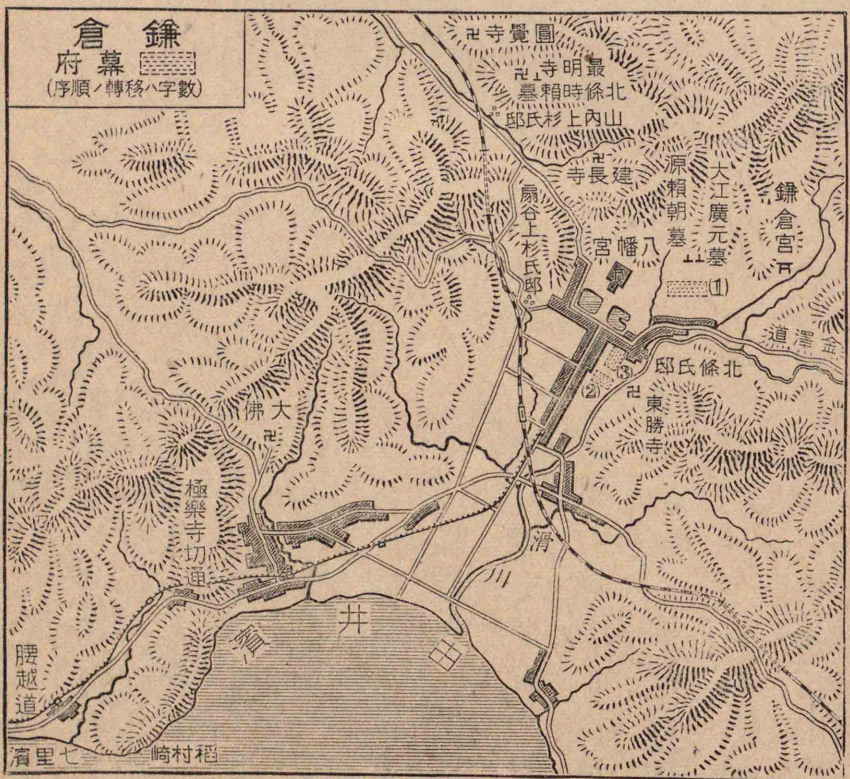 鎌倉
幕府
(數字ハ移轉ノ順序)
圓覺寺
最明寺
北條時頼墓
山内上杉氏邸
建長寺
源頼朝墓
大江廣元墓
鎌倉宮
扇谷上杉氏邸
八幡宮
(1)
金澤道
北條氏邸
(3)
(2)
東勝寺
大佛
極樂寺切通
滑川
由井濱
腰越道
七里濱
稻村崎